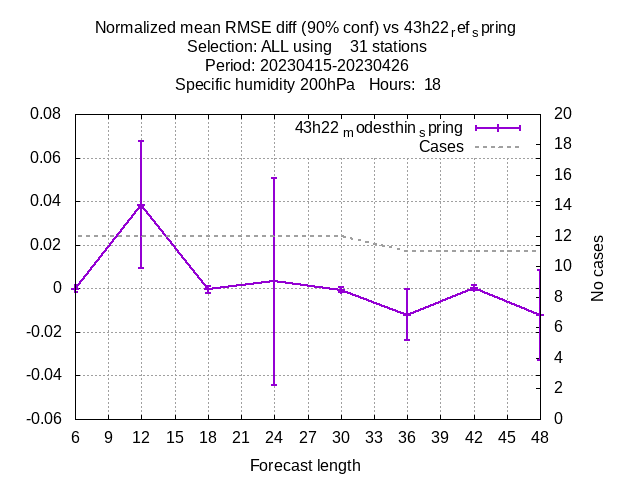 Normalized mean RMSE diff (90% conf) vs 43h22ref spring
Selection: ALL using 31 stations
Period: 20230415-20230426
Specific humidity 200hPa Hours: 18
0.08
0.06
0.04
0.02
0
-0.02
-0.04
-0.06
20
18
16
14
12
10
8
6
4
2
0
43h22modesthinspring
Cases
No cases
6 9 12 15 18 21 24 27 30 33 36 39 42 45 48
Forecast length